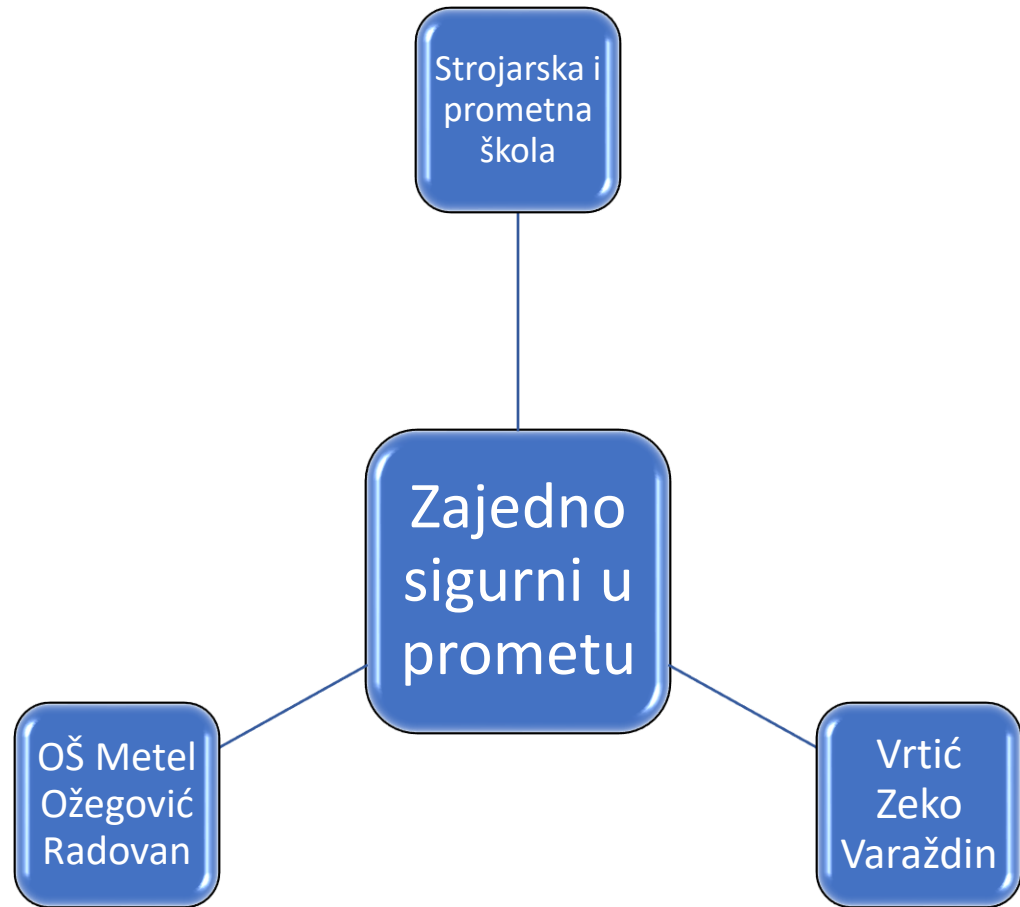 Strojarska i
prometna
škola
Zajedno
sigurni u
prometu
OŠ Metel
Ožegović
Radovan
Vrtić
Zeko
Varaždin